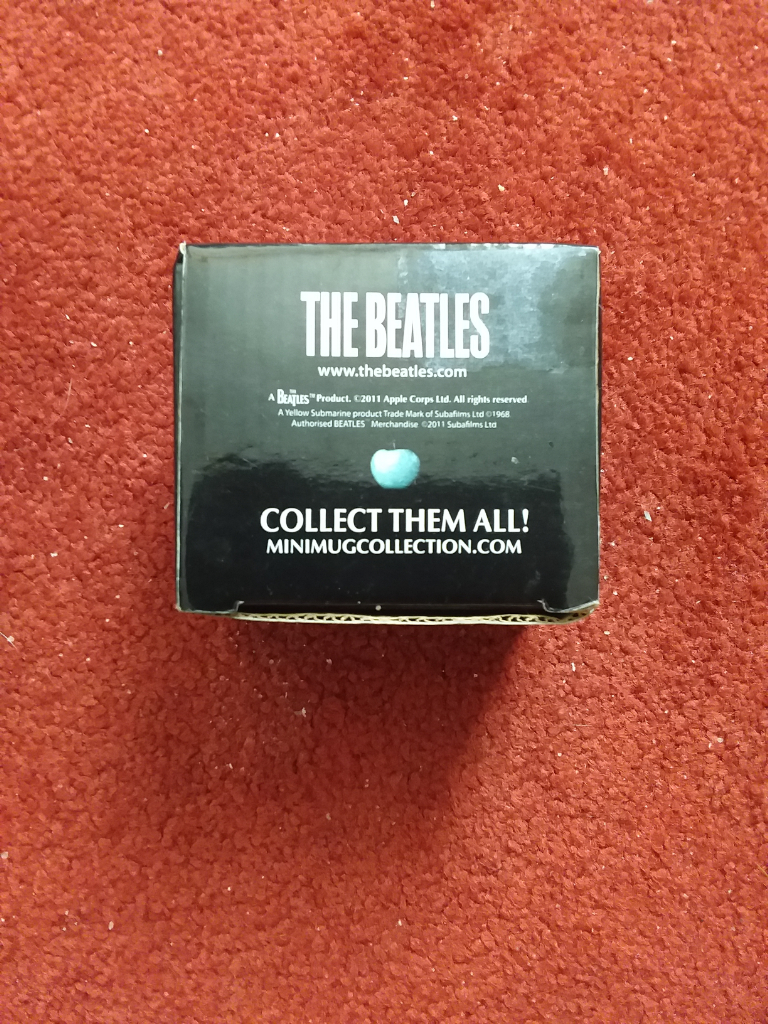 THE BEATLES
www.thebeatles.com
A THE BEATLES™ Product. ©2011 Apple Corps Ltd. All rights reserved
A Yellow Submarine product Trade Mark of Subafilms Ltd ©1968
Authorised BEATLES™ Merchandise ©2011 Subafilms Ltd
COLLECT THEM ALL!
MINIMUGCOLLECTION.COM